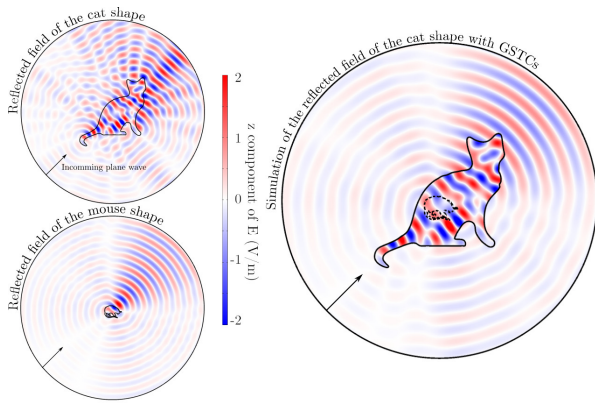 Reflected field of the cat shape
Incomming plane wave
Reflected field of the mouse shape
2
1
0
-1
-2
z component of E (V/m)
Simulation of the reflected field of the cat shape with GSTCs